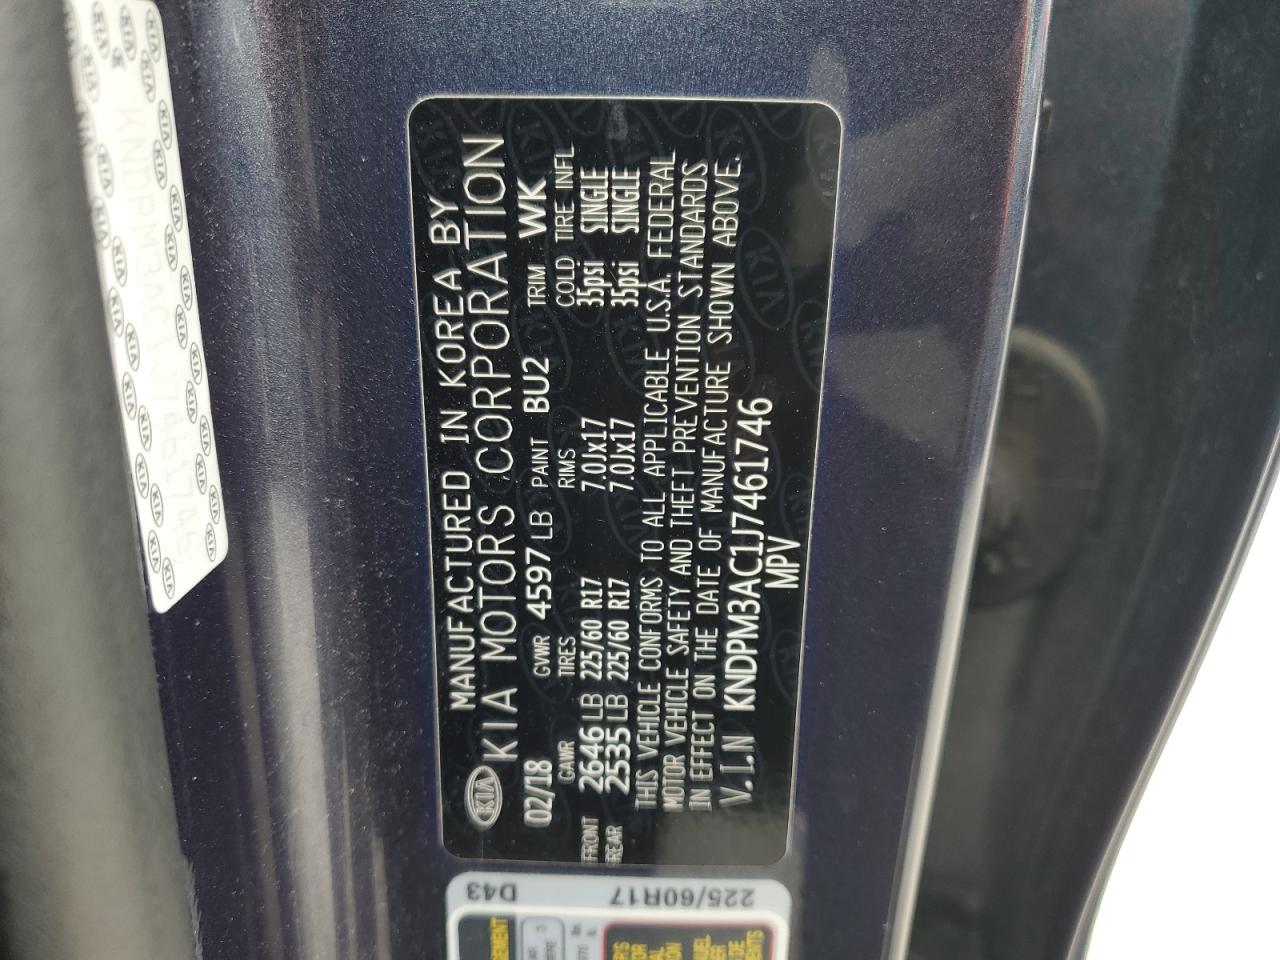 KNDPM3AC1J7461746
MANUFACTURED IN KOREA BY
KIA KIA MOTORS CORPORATION
02/18 GVWR 4597 LB PAINT BU2 TRIM WK
GAWR TIRES RIMS COLD TIRE INFL
FRONT 2646 LB 225/60 R17 7.0Jx17 35psi SINGLE
REAR 2535 LB 225/60 R17 7.0Jx17 35psi SINGLE
THIS VEHICLE CONFORMS TO ALL APPLICABLE U.S.A. FEDERAL
MOTOR VEHICLE SAFETY AND THEFT PREVENTION STANDARDS
IN EFFECT ON THE DATE OF MANUFACTURE SHOWN ABOVE.
V.I.N KNDPM3AC1J7461746
MPV
D43
225/60R17